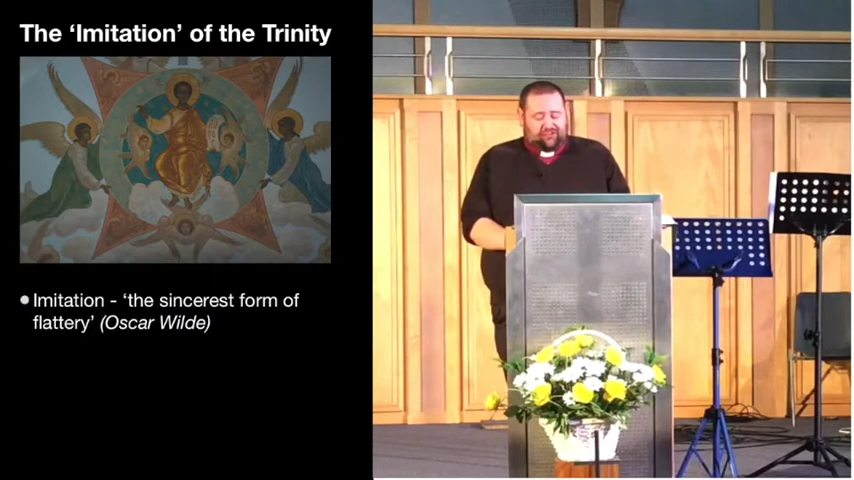 The ‘Imitation’ of the Trinity
Imitation - ‘the sincerest form of
flattery’ (Oscar Wilde)